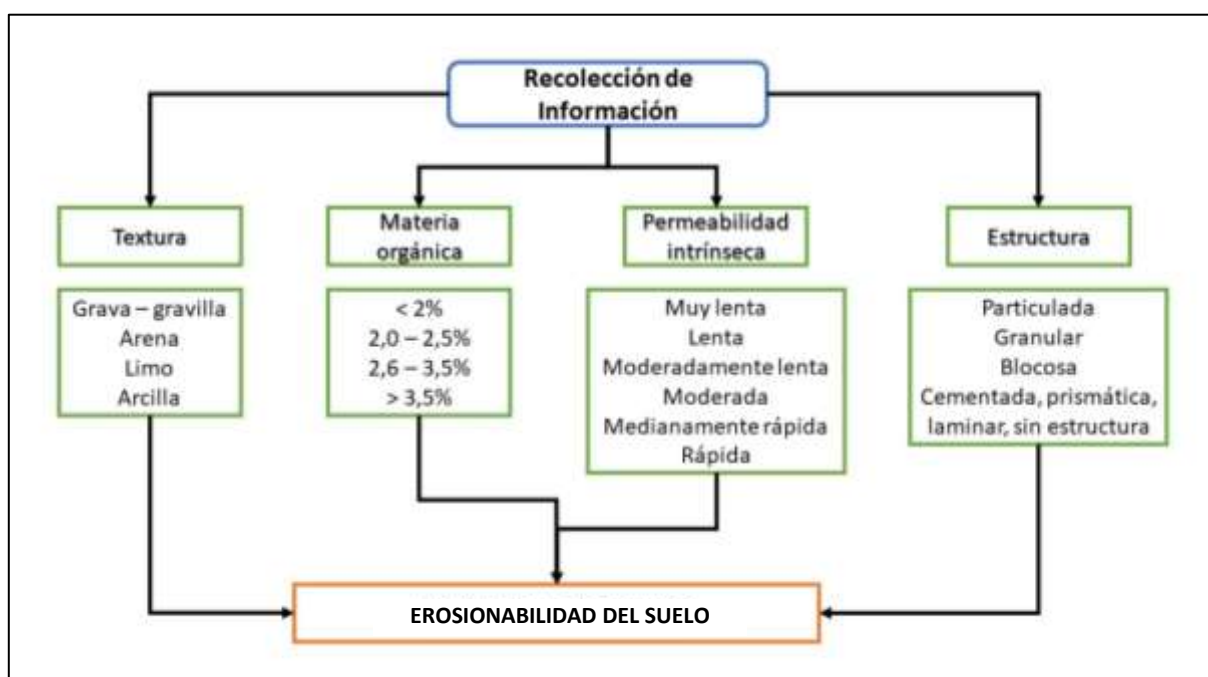 Recolección de
Información
Textura
Materia
orgánica
Permeabilidad
intrínseca
Estructura
Grava – gravilla
Arena
Limo
Arcilla
< 2%
2,0 – 2,5%
2,6 – 3,5%
> 3,5%
Muy lenta
Lenta
Moderadamente lenta
Moderada
Medianamente rápida
Rápida
Particulada
Granular
Blocosa
Cementada, prismática,
laminar, sin estructura
EROSIONABILIDAD DEL SUELO